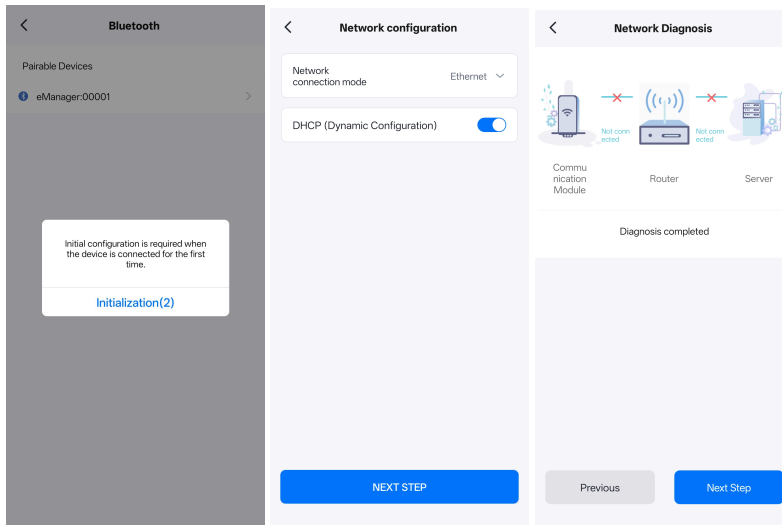 Bluetooth
Pairable Devices
eManager:00001
Initial configuration is required when
the device is connected for the first
time.
Initialization(2)
Network configuration
Network
connection mode
Ethernet
DHCP (Dynamic Configuration)
NEXT STEP
Network Diagnosis
Not conn
ected
Not conn
ected
Commu
nication
Module
Router
Server
Diagnosis completed
Previous
Next Step